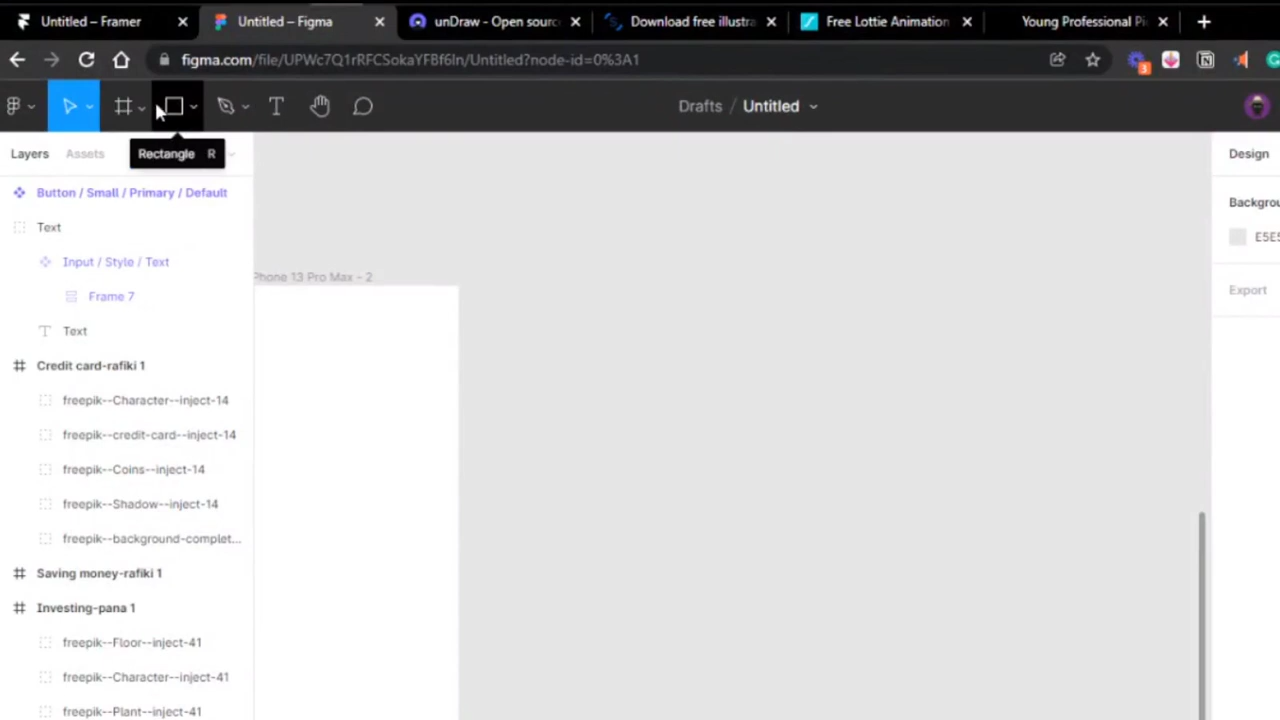 Untitled – Framer
Untitled – Figma
unDraw - Open sourc
Download free illustra
Free Lottie Animation
Young Professional Pi
figma.com/file/UPWc7Q1rRFCSokaYFBf6ln/Untitled?node-id=0%3A1
3
Drafts / Untitled
Layers
Assets
Rectangle R
Design
Button / Small / Primary / Default
Text
Input / Style / Text
Frame 7
Text
Credit card-rafiki 1
freepik--Character--inject-14
freepik--credit-card--inject-14
freepik--Coins--inject-14
freepik--Shadow--inject-14
freepik--background-complet...
Saving money-rafiki 1
Investing-pana 1
freepik--Floor--inject-41
freepik--Character--inject-41
freepik--Plant--inject-41
Phone 13 Pro Max - 2
Backgrou
E5E5
Export